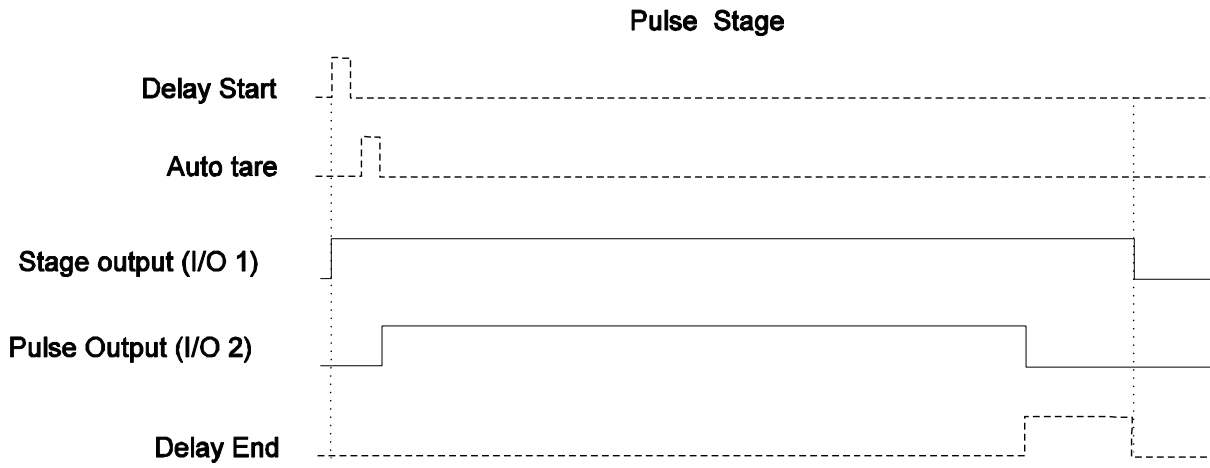 Pulse Stage
Delay Start
Auto tare
Stage output (I/O 1)
Pulse Output (I/O 2)
Delay End